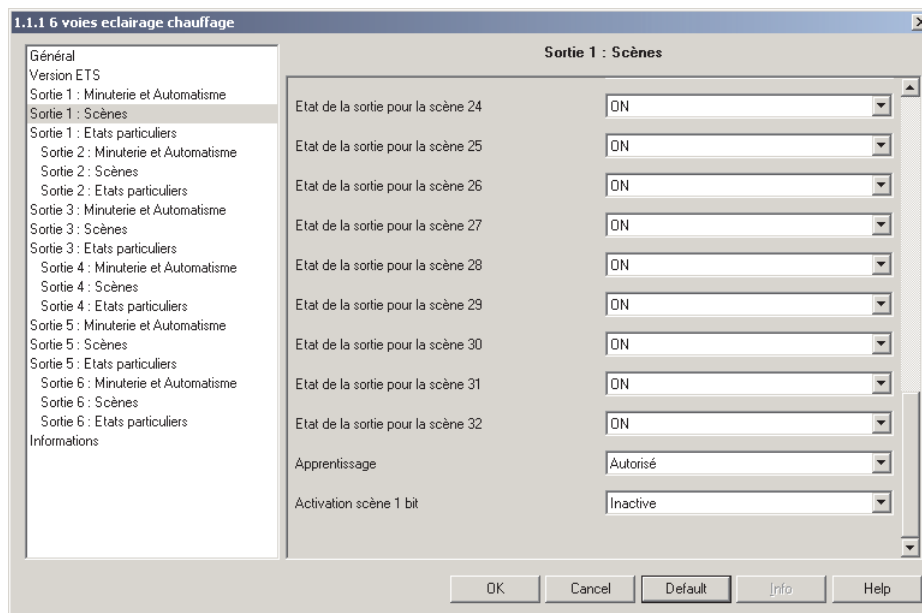 1.1.1 6 voies eclairage chauffage
Général
Version ETS
Sortie 1 : Minuterie et Automatisme
Sortie 1 : Scènes
Sortie 1 : Etats particuliers
Sortie 2 : Minuterie et Automatisme
Sortie 2 : Scènes
Sortie 2 : Etats particuliers
Sortie 3 : Minuterie et Automatisme
Sortie 3 : Scènes
Sortie 3 : Etats particuliers
Sortie 4 : Minuterie et Automatisme
Sortie 4 : Scènes
Sortie 4 : Etats particuliers
Sortie 5 : Minuterie et Automatisme
Sortie 5 : Scènes
Sortie 5 : Etats particuliers
Sortie 6 : Minuterie et Automatisme
Sortie 6 : Scènes
Sortie 6 : Etats particuliers
Informations
Sortie 1 : Scènes
Etat de la sortie pour la scène 24 ON
Etat de la sortie pour la scène 25 ON
Etat de la sortie pour la scène 26 ON
Etat de la sortie pour la scène 27 ON
Etat de la sortie pour la scène 28 ON
Etat de la sortie pour la scène 29 ON
Etat de la sortie pour la scène 30 ON
Etat de la sortie pour la scène 31 ON
Etat de la sortie pour la scène 32 ON
Apprentissage Autorisé
Activation scène 1 bit Inactive
OK Cancel Default Info Help